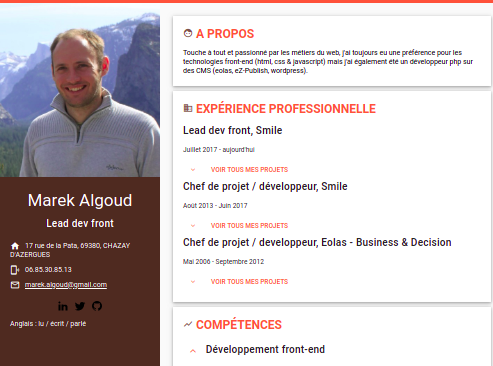 Marek Algoud
Lead dev front
17 rue de la Pata, 69380, CHAZAY
D'AZERGUES
06.85.30.85.13
marek.algoud@gmail.com
Anglais : lu / écrit / parlé
A PROPOS
Touche à tout et passionné par les métiers du web, j'ai toujours eu une préférence pour les
technologies front-end (html, css & javascript) mais j'ai également été un développeur php sur
des CMS (eolas, eZ-Publish, wordpress).
EXPÉRIENCE PROFESSIONNELLE
Lead dev front, Smile
Juillet 2017 - aujourd'hui
VOIR TOUS MES PROJETS
Chef de projet / développeur, Smile
Août 2013 - Juin 2017
VOIR TOUS MES PROJETS
Chef de projet / developpeur, Eolas - Business & Decision
Mai 2006 - Septembre 2012
VOIR TOUS MES PROJETS
COMPÉTENCES
Développement front-end